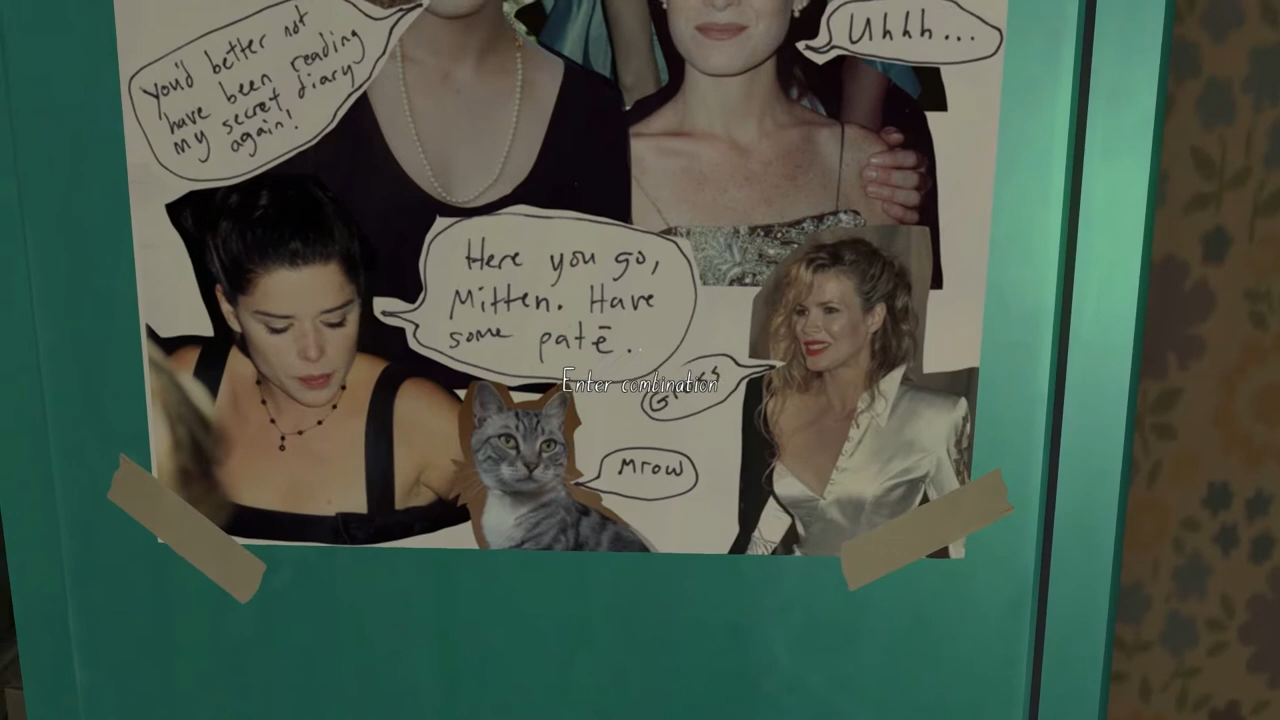 you'd better not
have been reading
my secret diary
again!
Uhhh...
Here you go,
Mitten. Have
some patē.
Enter combination
Mrow